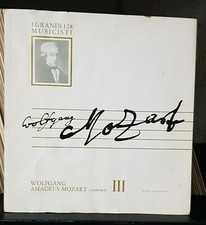 I GRANDI
MUSICISTI
Wolfgang Mozart
WOLFGANG
AMADEUS MOZART III